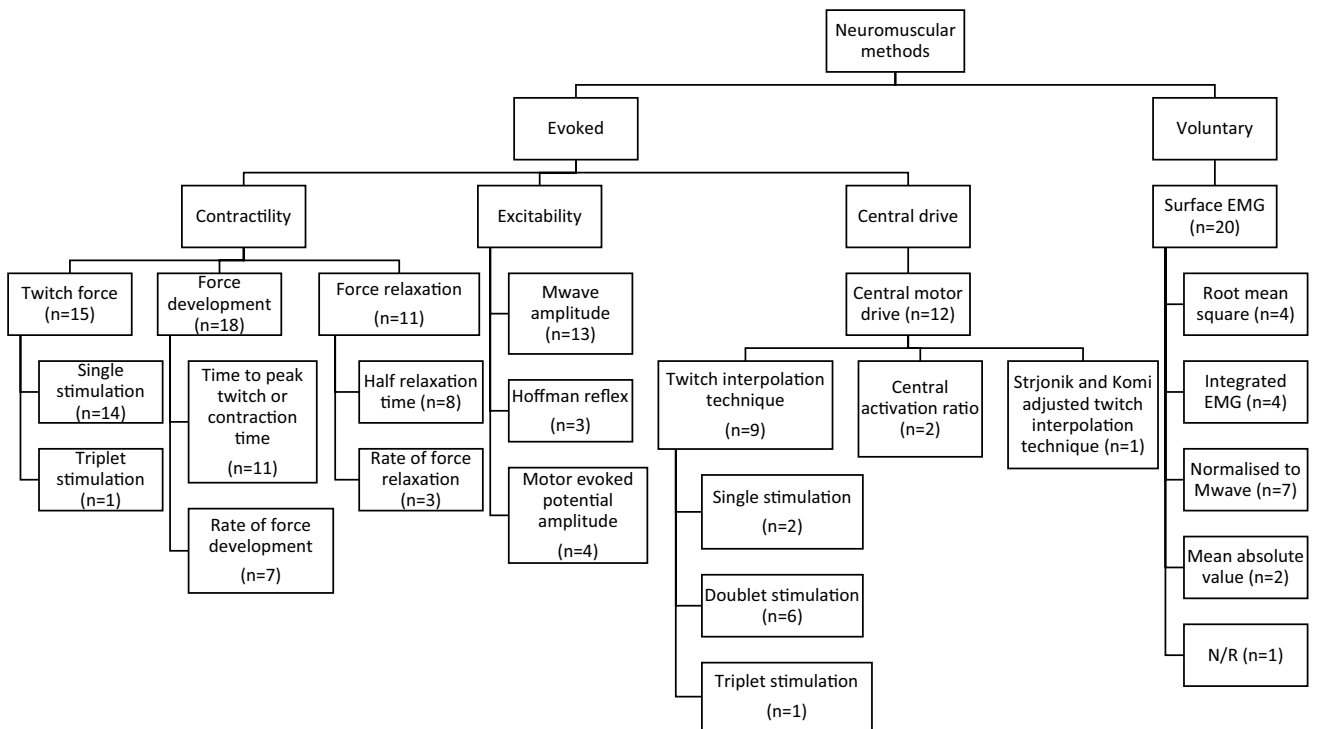 Neuromuscular
methods
Evoked
Voluntary
Contractility
Excitability
Central drive
Surface EMG
(n=20)
Twitch force
(n=15)
Force
development
(n=18)
Force relaxation
(n=11)
Mwave
amplitude
(n=13)
Central motor
drive (n=12)
Root mean
square (n=4)
Single
stimulation
(n=14)
Time to peak
twitch or
contraction
time
(n=11)
Half relaxation
time (n=8)
Hoffman reflex
(n=3)
Twitch interpolation
technique
(n=9)
Central
activation ratio
(n=2)
Strjonik and Komi
adjusted twitch
interpolation
technique (n=1)
Integrated
EMG (n=4)
Triplet
stimulation
(n=1)
Rate of force
relaxation
(n=3)
Motor evoked
potential
amplitude
(n=4)
Single stimulation
(n=2)
Normalised to
Mwave (n=7)
Rate of force
development
(n=7)
Doublet stimulation
(n=6)
Mean absolute
value (n=2)
Triplet stimulation
(n=1)
N/R (n=1)